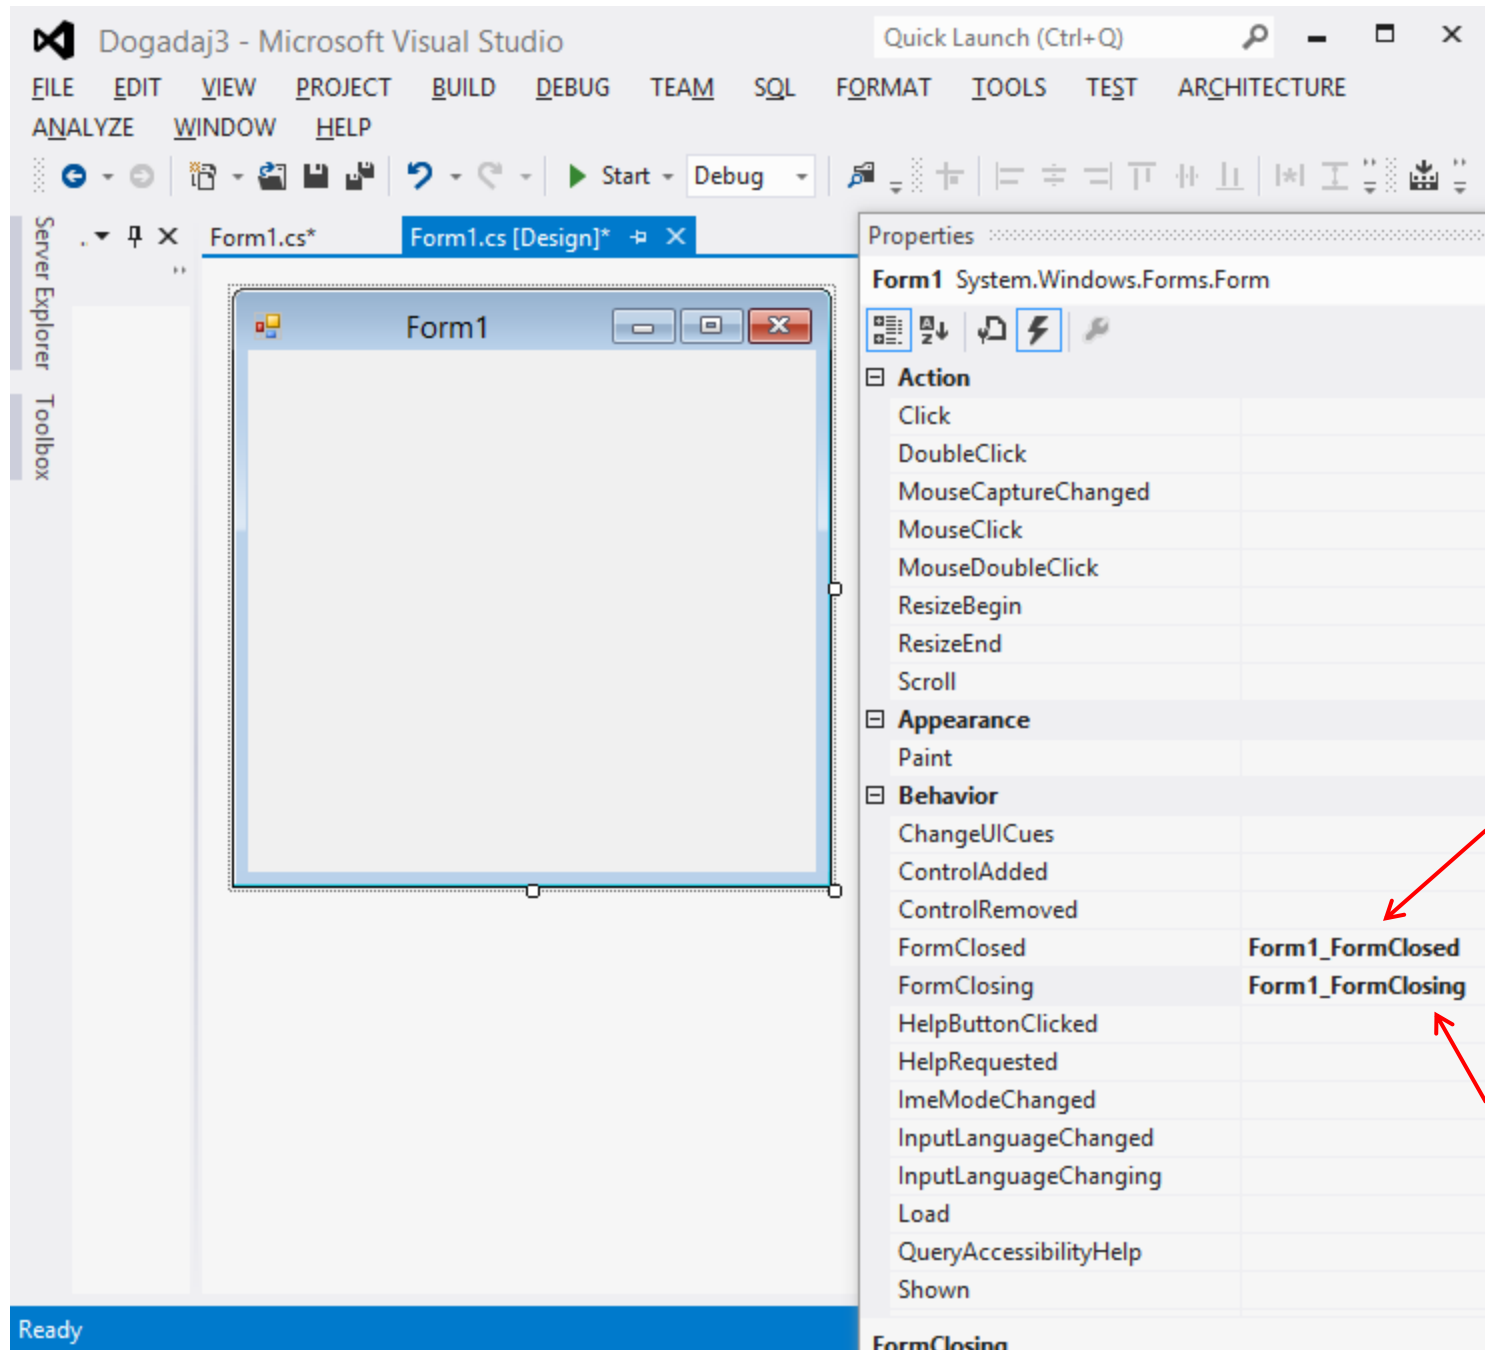 Dogadaj3 - Microsoft Visual Studio
Quick Launch (Ctrl+Q)
FILE EDIT VIEW PROJECT BUILD DEBUG TEAM SQL FORMAT TOOLS TEST ARCHITECTURE
ANALYZE WINDOW HELP
Start Debug
Server Explorer
Toolbox
Form1.cs*
Form1.cs [Design]*
Form1
Properties
Form1 System.Windows.Forms.Form
Action
Click
DoubleClick
MouseCaptureChanged
MouseClick
MouseDoubleClick
ResizeBegin
ResizeEnd
Scroll
Appearance
Paint
Behavior
ChangeUICues
ControlAdded
ControlRemoved
FormClosed Form1_FormClosed
FormClosing Form1_FormClosing
HelpButtonClicked
HelpRequested
ImeModeChanged
InputLanguageChanged
InputLanguageChanging
Load
QueryAccessibilityHelp
Shown
FormClosing
Ready